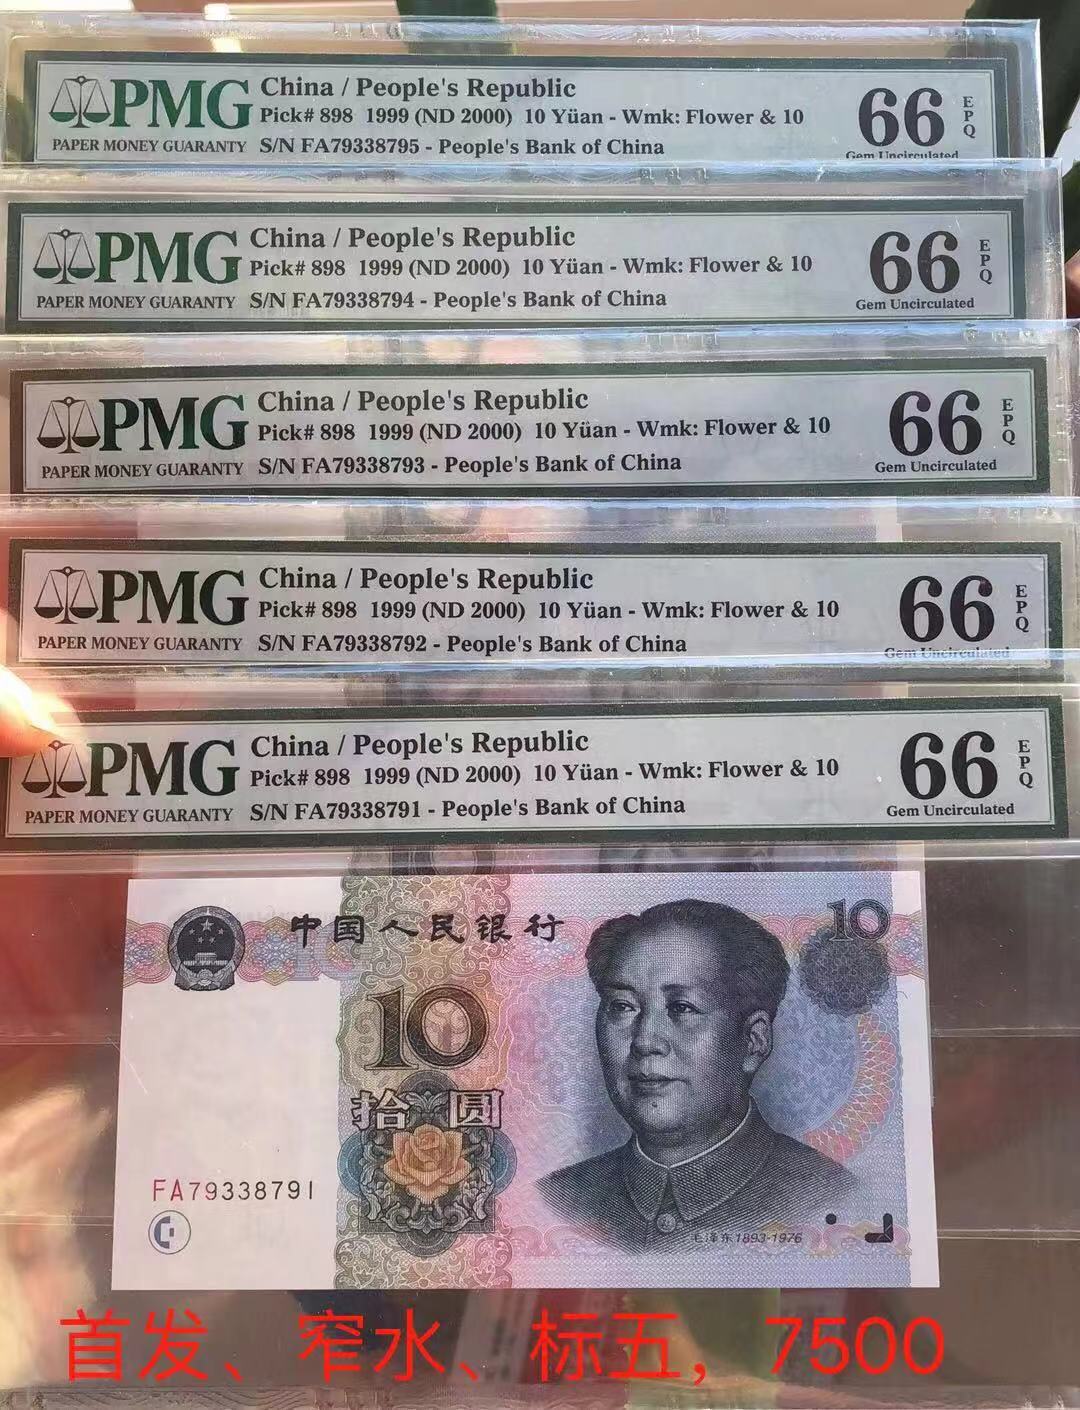 PMG
PAPER MONEY GUARANTY
China / People's Republic
Pick# 898 1999 (ND 2000) 10 Yüan - Wmk: Flower & 10
S/N FA79338795 - People's Bank of China
66
EPQ
Gem Uncirculated
PMG
PAPER MONEY GUARANTY
China / People's Republic
Pick# 898 1999 (ND 2000) 10 Yüan - Wmk: Flower & 10
S/N FA79338794 - People's Bank of China
66
EPQ
Gem Uncirculated
PMG
PAPER MONEY GUARANTY
China / People's Republic
Pick# 898 1999 (ND 2000) 10 Yüan - Wmk: Flower & 10
S/N FA79338793 - People's Bank of China
66
EPQ
Gem Uncirculated
PMG
PAPER MONEY GUARANTY
China / People's Republic
Pick# 898 1999 (ND 2000) 10 Yüan - Wmk: Flower & 10
S/N FA79338792 - People's Bank of China
66
EPQ
Gem Uncirculated
PMG
PAPER MONEY GUARANTY
China / People's Republic
Pick# 898 1999 (ND 2000) 10 Yüan - Wmk: Flower & 10
S/N FA79338791 - People's Bank of China
66
EPQ
Gem Uncirculated
中国人民银行
10
10
拾圆
FA79338791
毛泽东1893-1976
首发、窄水、标五，7500